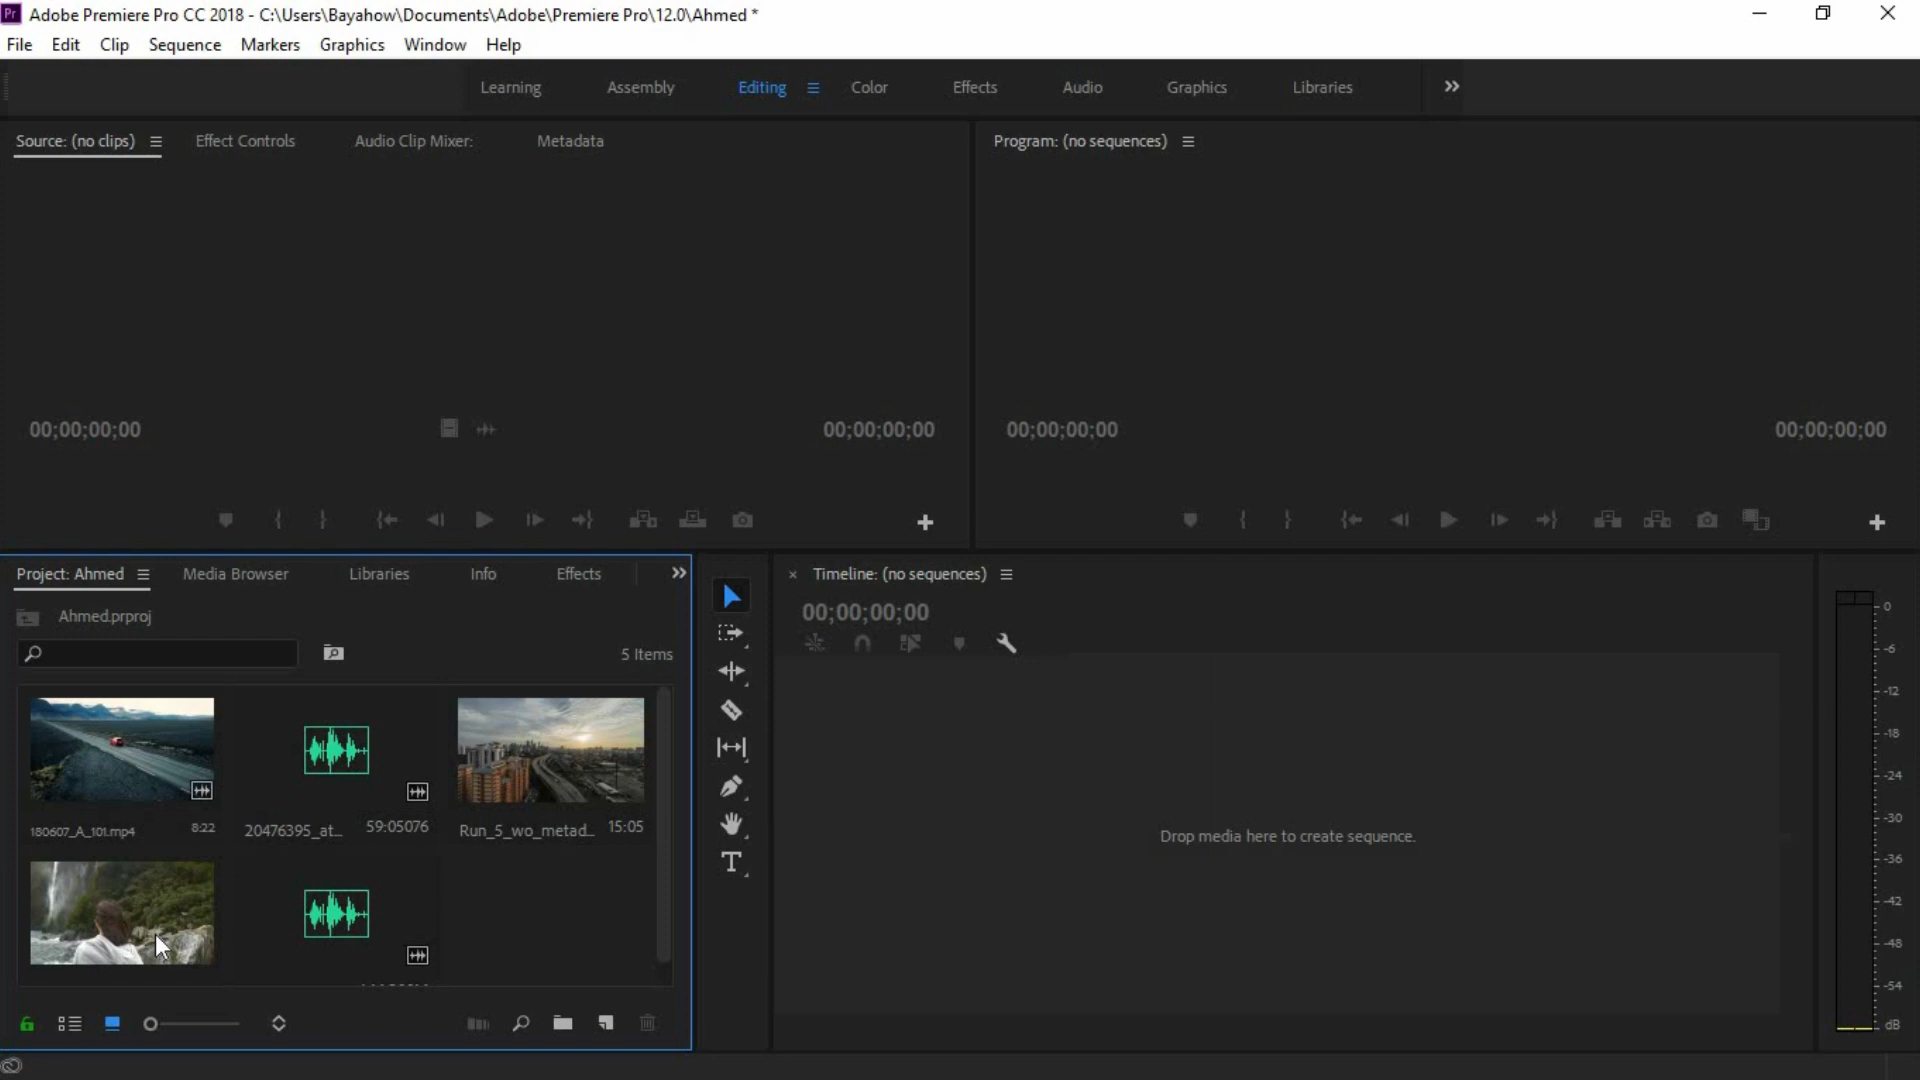 Pr Adobe Premiere Pro CC 2018 - C:\Users\Bayahow\Documents\Adobe\Premiere Pro\12.0\Ahmed *
File Edit Clip Sequence Markers Graphics Window Help
Learning Assembly Editing Color Effects Audio Graphics Libraries
Source: (no clips) Effect Controls Audio Clip Mixer: Metadata
Program: (no sequences)
00;00;00;00 00;00;00;00
00;00;00;00 00;00;00;00
Project: Ahmed Media Browser Libraries Info Effects
Ahmed.prproj
5 Items
180607_A_101.mp4 8:22
20476395_at... 59:05076
Run_5_wo_metad... 15:05
Timeline: (no sequences)
00;00;00;00
Drop media here to create sequence.
T
0
-6
-12
-18
-24
-30
-36
-42
-48
-54
dB